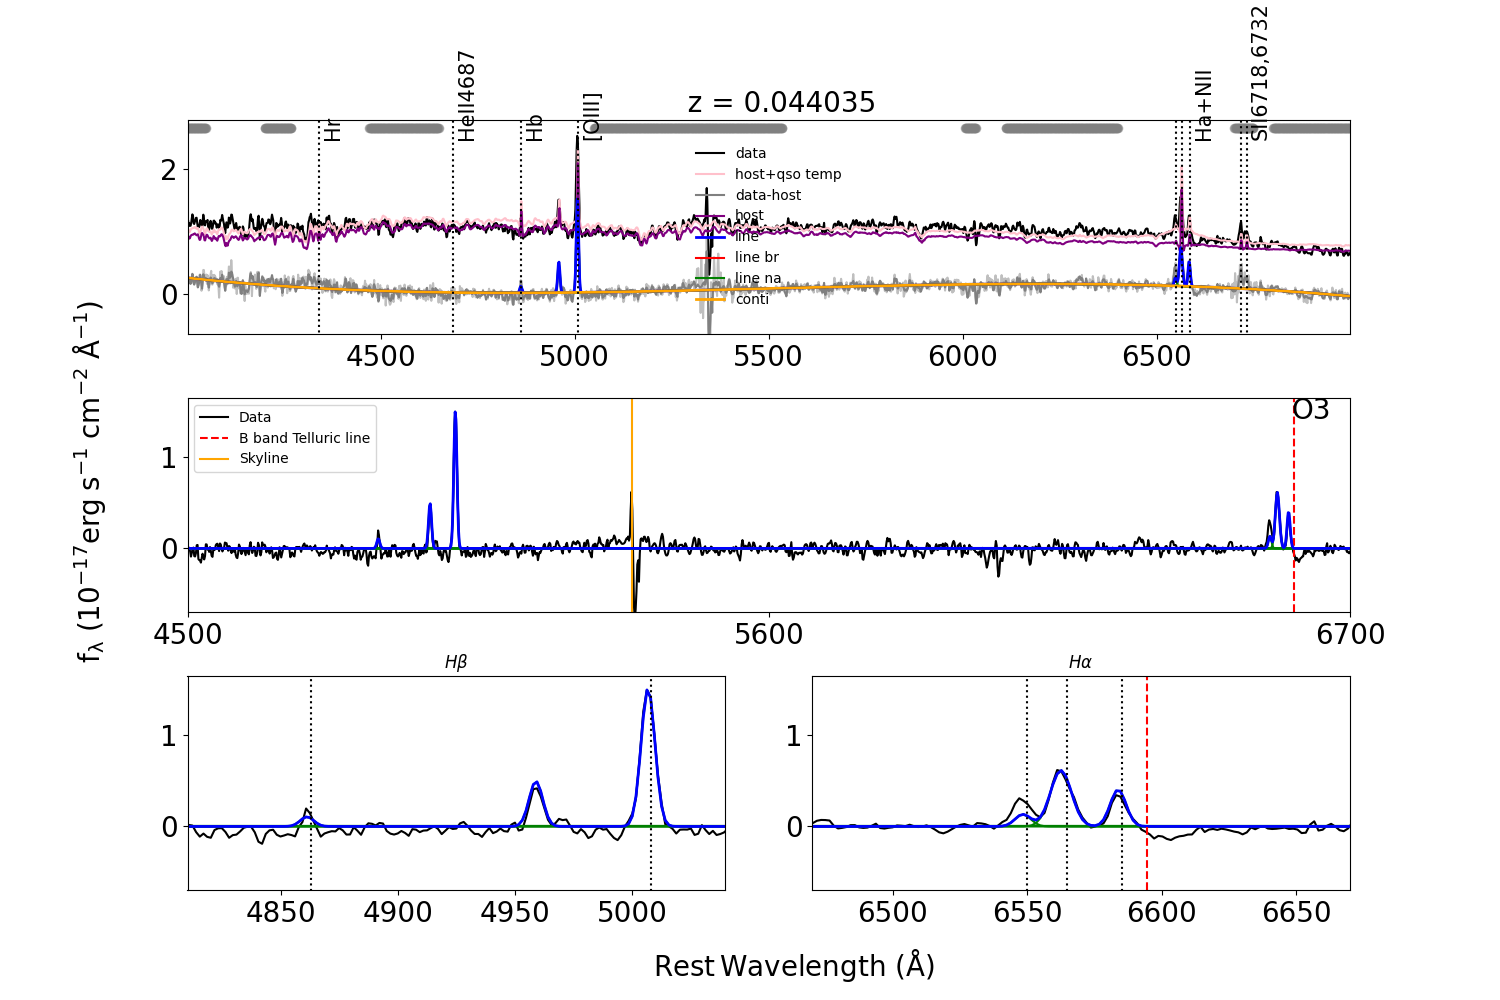 z = 0.044035
Hr
HeII4687
Hb
[OIII]
Ha+NII
SII6718,6732
data
host+qso temp
data-host
host
line
line br
line na
conti
2
0
4500 5000 5500 6000 6500
Data
B band Telluric line
Skyline
O3
1
0
4500 5600 6700
fλ (10⁻¹⁷erg s⁻¹ cm⁻² Å⁻¹)
Hβ
1
0
4850 4900 4950 5000
Hα
1
0
6500 6550 6600 6650
Rest Wavelength (Å)